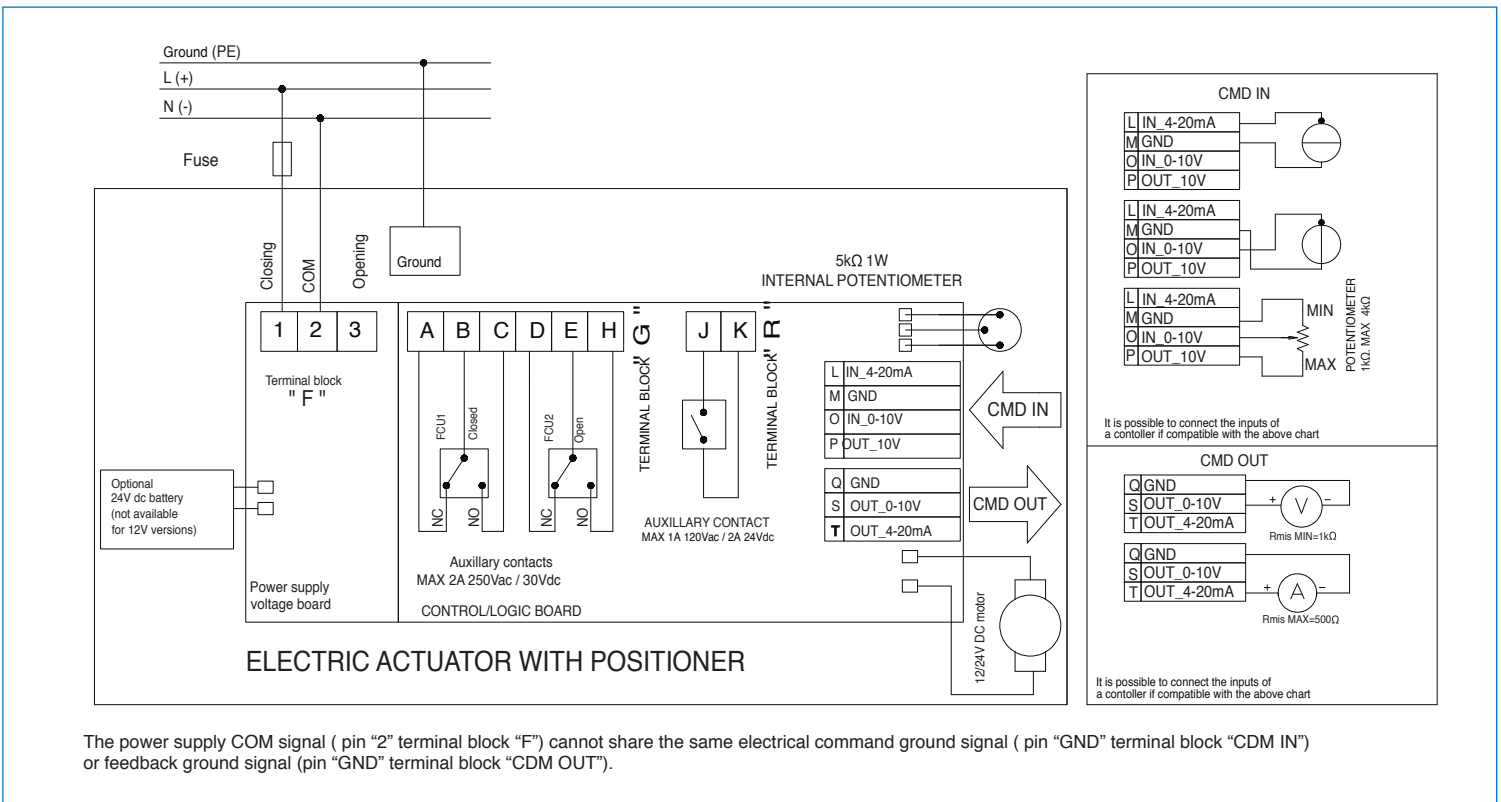 Ground (PE)
L (+)
N (-)
Fuse
Closing
COM
Opening
Ground
1 2 3
Terminal block
" F "
Optional
24V dc battery
(not available
for 12V versions)
Power supply
voltage board
A B C D E H
TERMINAL BLOCK" G "
FCU1
Closed
NC
NO
FCU2
Open
NC
NO
Auxillary contacts
MAX 2A 250Vac / 30Vdc
CONTROL/LOGIC BOARD
J K
TERMINAL BLOCK" R "
AUXILLARY CONTACT
MAX 1A 120Vac / 2A 24Vdc
5kΩ 1W
INTERNAL POTENTIOMETER
L IN_4-20mA
M GND
O IN_0-10V
P OUT_10V
CMD IN
Q GND
S OUT_0-10V
T OUT_4-20mA
CMD OUT
12/24V DC motor
ELECTRIC ACTUATOR WITH POSITIONER
CMD IN
L IN_4-20mA
M GND
O IN_0-10V
P OUT_10V
L IN_4-20mA
M GND
O IN_0-10V
P OUT_10V
L IN_4-20mA
M GND
O IN_0-10V
P OUT_10V
MIN
MAX
POTENTIOMETER
1kΩ. MAX 4kΩ
It is possible to connect the inputs of
a contoller if compatible with the above chart
CMD OUT
Q GND
S OUT_0-10V
T OUT_4-20mA
+ V -
Rmis MIN=1kΩ
Q GND
S OUT_0-10V
T OUT_4-20mA
+ A -
Rmis MAX=500Ω
It is possible to connect the inputs of
a contoller if compatible with the above chart
The power supply COM signal ( pin “2” terminal block “F”) cannot share the same electrical command ground signal ( pin “GND” terminal block “CDM IN”)
or feedback ground signal (pin “GND” terminal block “CDM OUT”).